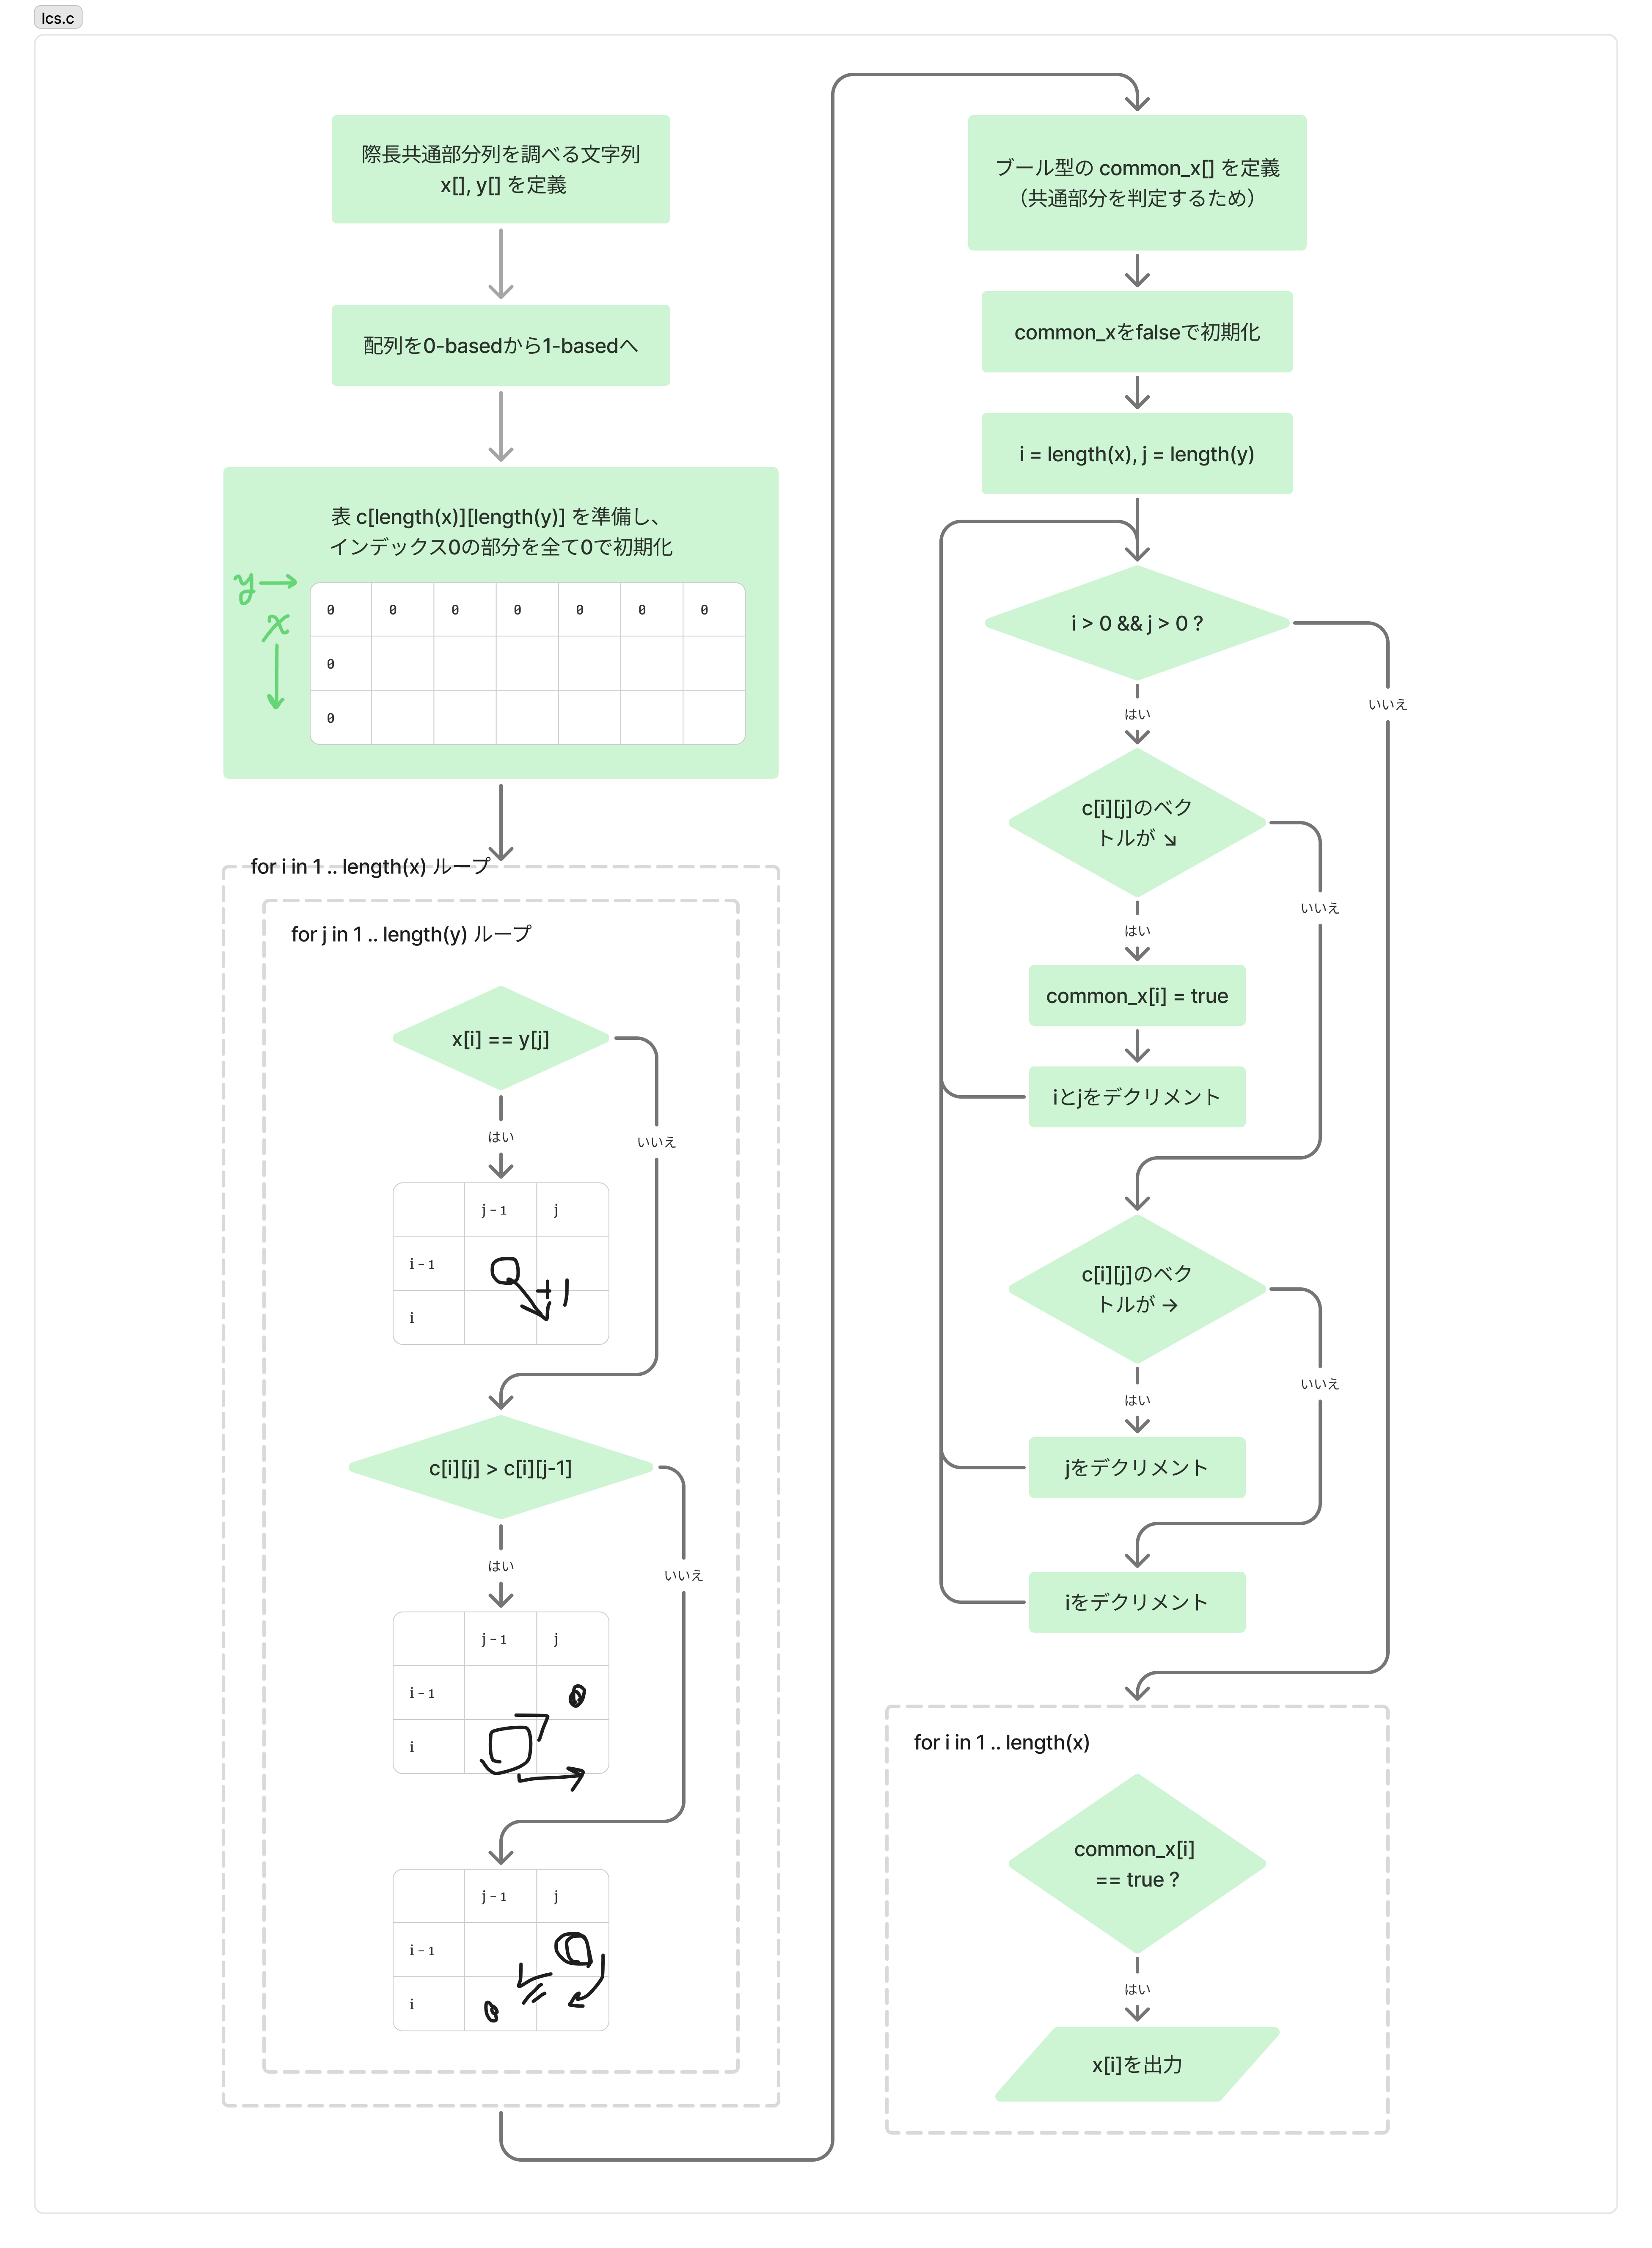 lcs.c
際長共通部分列を調べる文字列
x[], y[] を定義
配列を0-basedから1-basedへ
表 c[length(x)][length(y)] を準備し、
インデックス0の部分を全て0で初期化
y→
x
0 0 0 0 0 0 0
0
0
for i in 1 .. length(x) ループ
for j in 1 .. length(y) ループ
x[i] == y[j]
はい
いいえ
j - 1 j
i - 1
+1
i
c[i][j] > c[i][j-1]
はい
いいえ
j - 1 j
i - 1
i
j - 1 j
i - 1
i
ブール型の common_x[] を定義
（共通部分を判定するため）
common_xをfalseで初期化
i = length(x), j = length(y)
i > 0 && j > 0 ?
いいえ
はい
c[i][j]のベク
トルが ↘
いいえ
はい
common_x[i] = true
iとjをデクリメント
c[i][j]のベク
トルが →
いいえ
はい
jをデクリメント
iをデクリメント
for i in 1 .. length(x)
common_x[i]
== true ?
はい
x[i]を出力